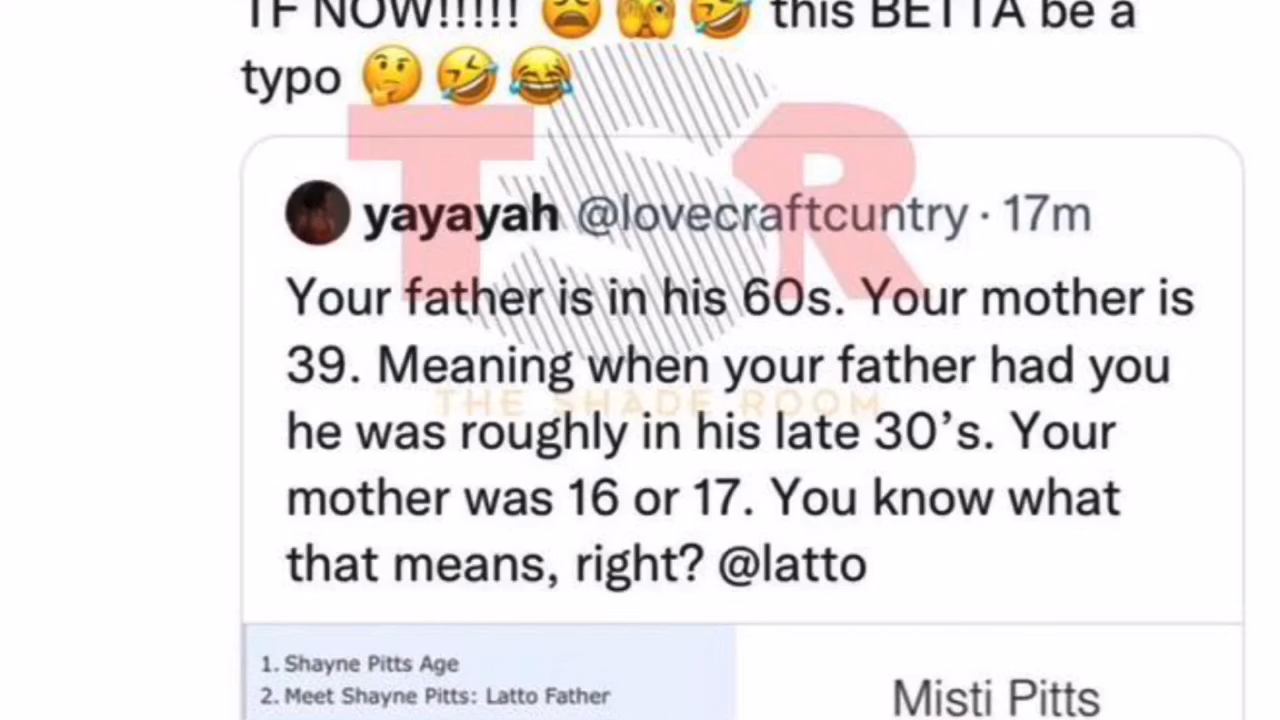 TF NOW!!!!! 😩 🫣 🤣 this BETTA be a
typo 🤔 🤣 😂
TSR
yayayah @lovecraftcuntry · 17m
Your father is in his 60s. Your mother is
39. Meaning when your father had you
THE SHADE ROOM
he was roughly in his late 30’s. Your
mother was 16 or 17. You know what
that means, right? @latto
1. Shayne Pitts Age
2. Meet Shayne Pitts: Latto Father
Misti Pitts